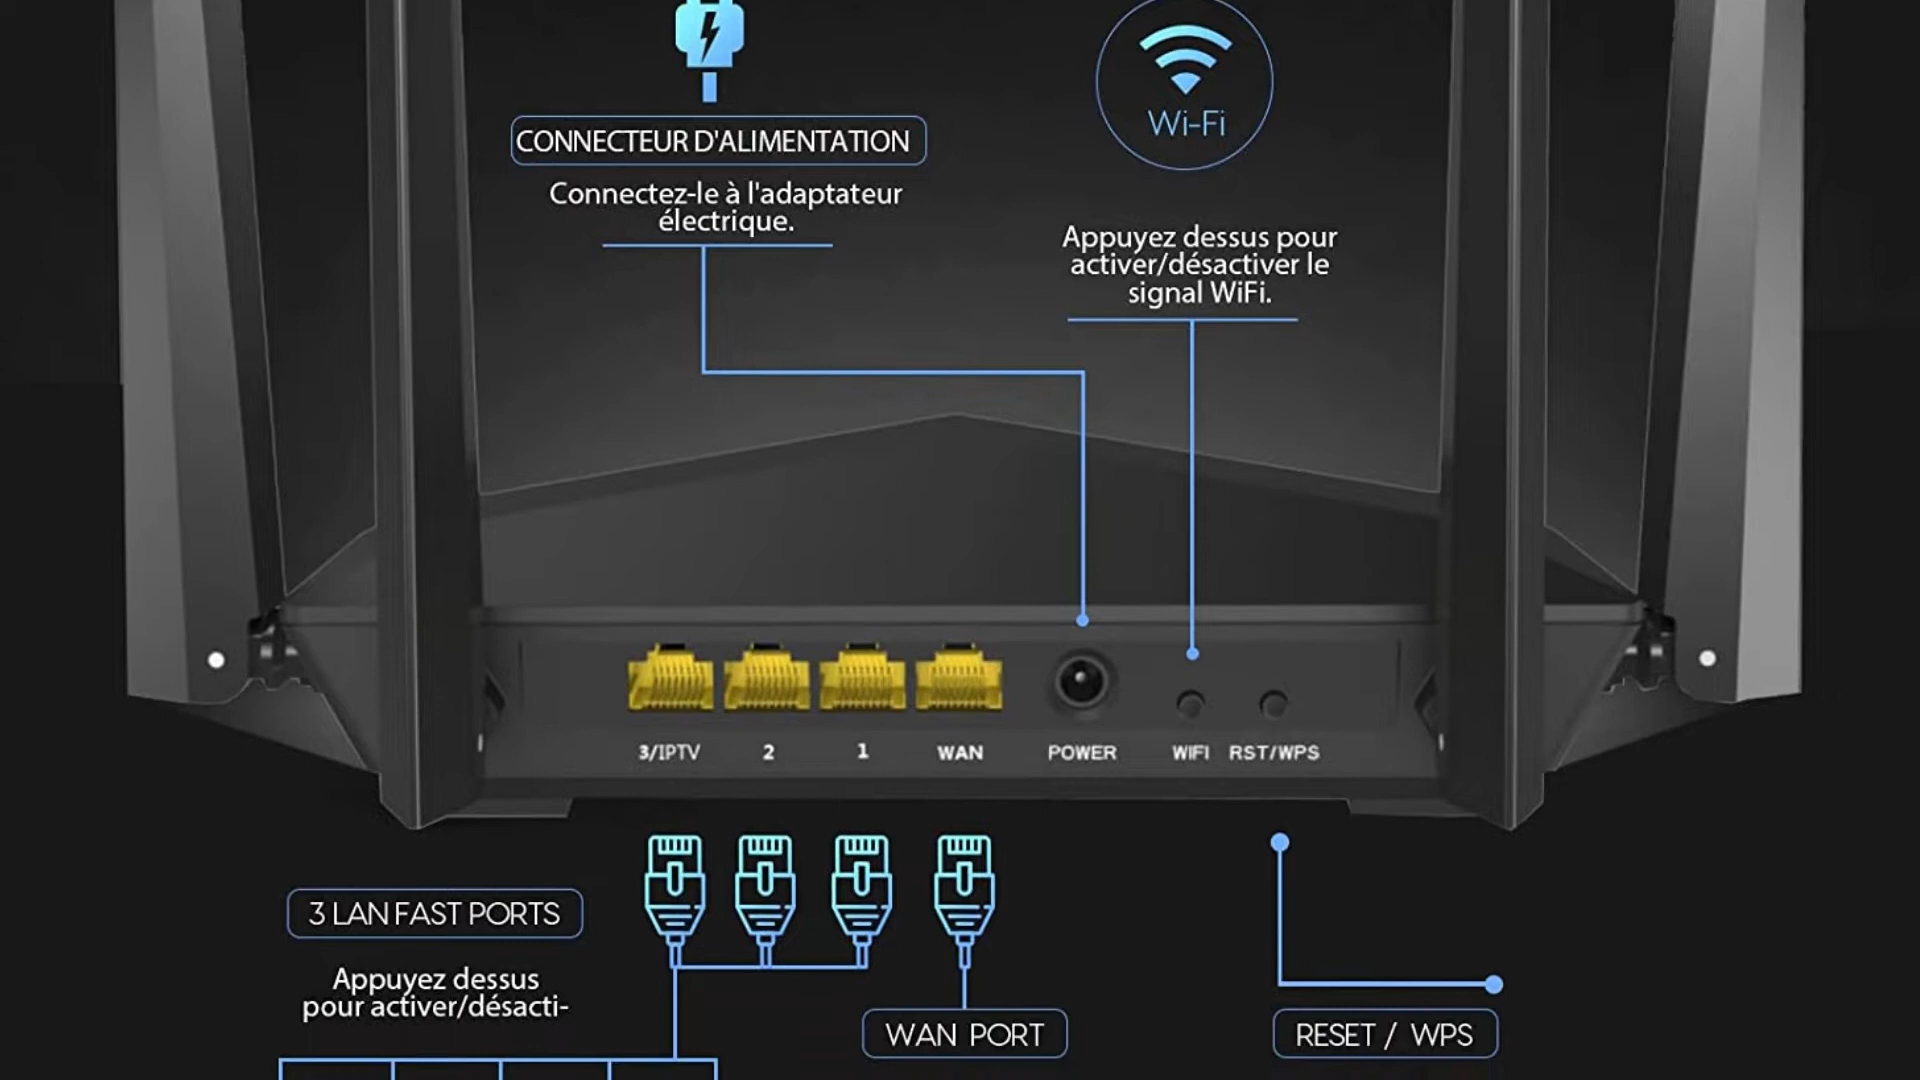 CONNECTEUR D'ALIMENTATION
Connectez-le à l'adaptateur
électrique.
Wi-Fi
Appuyez dessus pour
activer/désactiver le
signal WiFi.
3/IPTV
2
1
WAN
POWER
WIFI
RST/WPS
3 LAN FAST PORTS
Appuyez dessus
pour activer/désacti-
WAN PORT
RESET / WPS